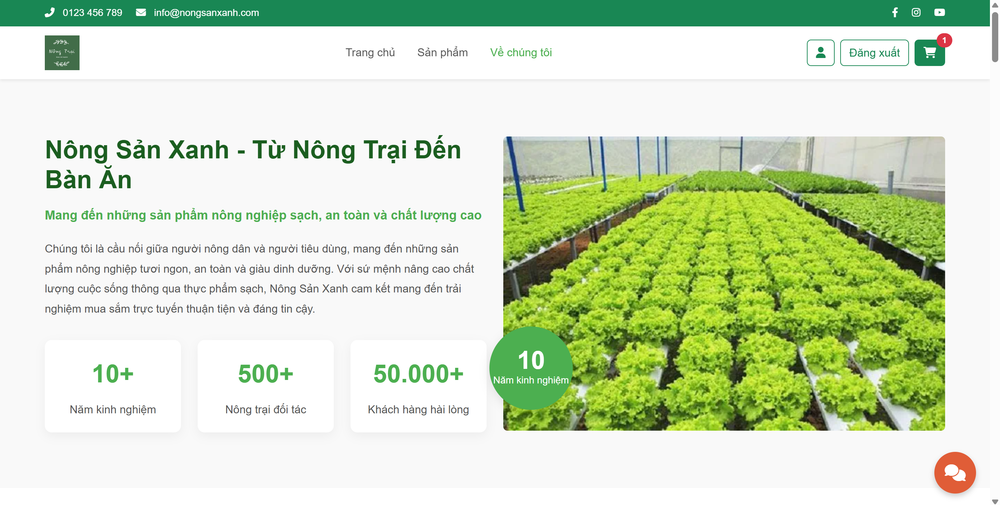 0123 456 789 info@nongsanxanh.com
Nông Trại
Trang chủ Sản phẩm Về chúng tôi Đăng xuất 1
Nông Sản Xanh - Từ Nông Trại Đến
Bàn Ăn
Mang đến những sản phẩm nông nghiệp sạch, an toàn và chất lượng cao
Chúng tôi là cầu nối giữa người nông dân và người tiêu dùng, mang đến những sản
phẩm nông nghiệp tươi ngon, an toàn và giàu dinh dưỡng. Với sứ mệnh nâng cao chất
lượng cuộc sống thông qua thực phẩm sạch, Nông Sản Xanh cam kết mang đến trải
nghiệm mua sắm trực tuyến thuận tiện và đáng tin cậy.
10+ 500+ 50.000+
Năm kinh nghiệm Nông trại đối tác Khách hàng hài lòng
10
Năm kinh nghiệm